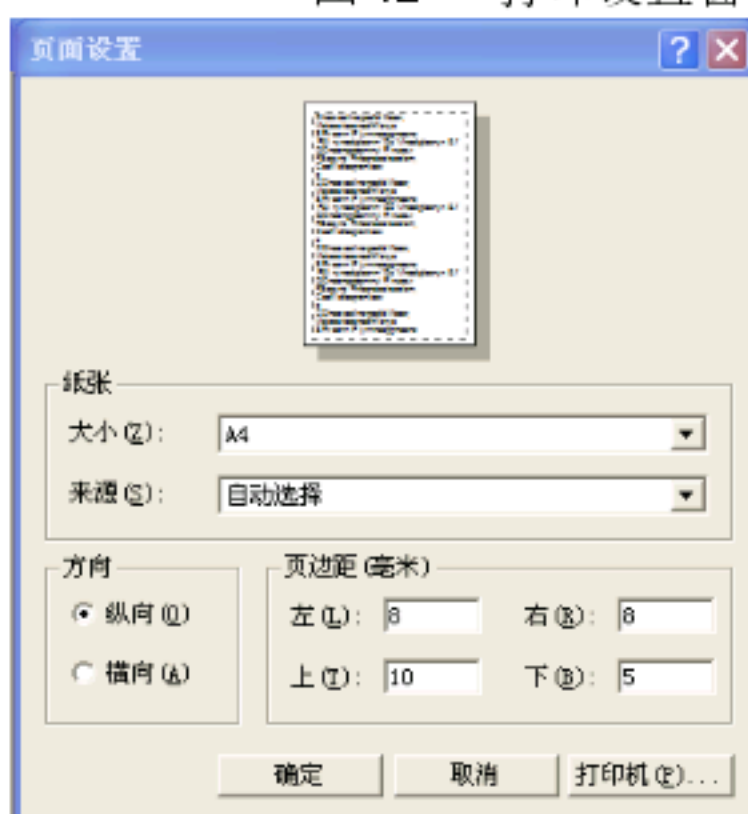 页面设置
纸张
大小(Z): A4
来源(S): 自动选择
方向
纵向(O)
横向(A)
页边距(毫米)
左(L): 8 右(R): 8
上(T): 10 下(B): 5
确定 取消 打印机(P)...